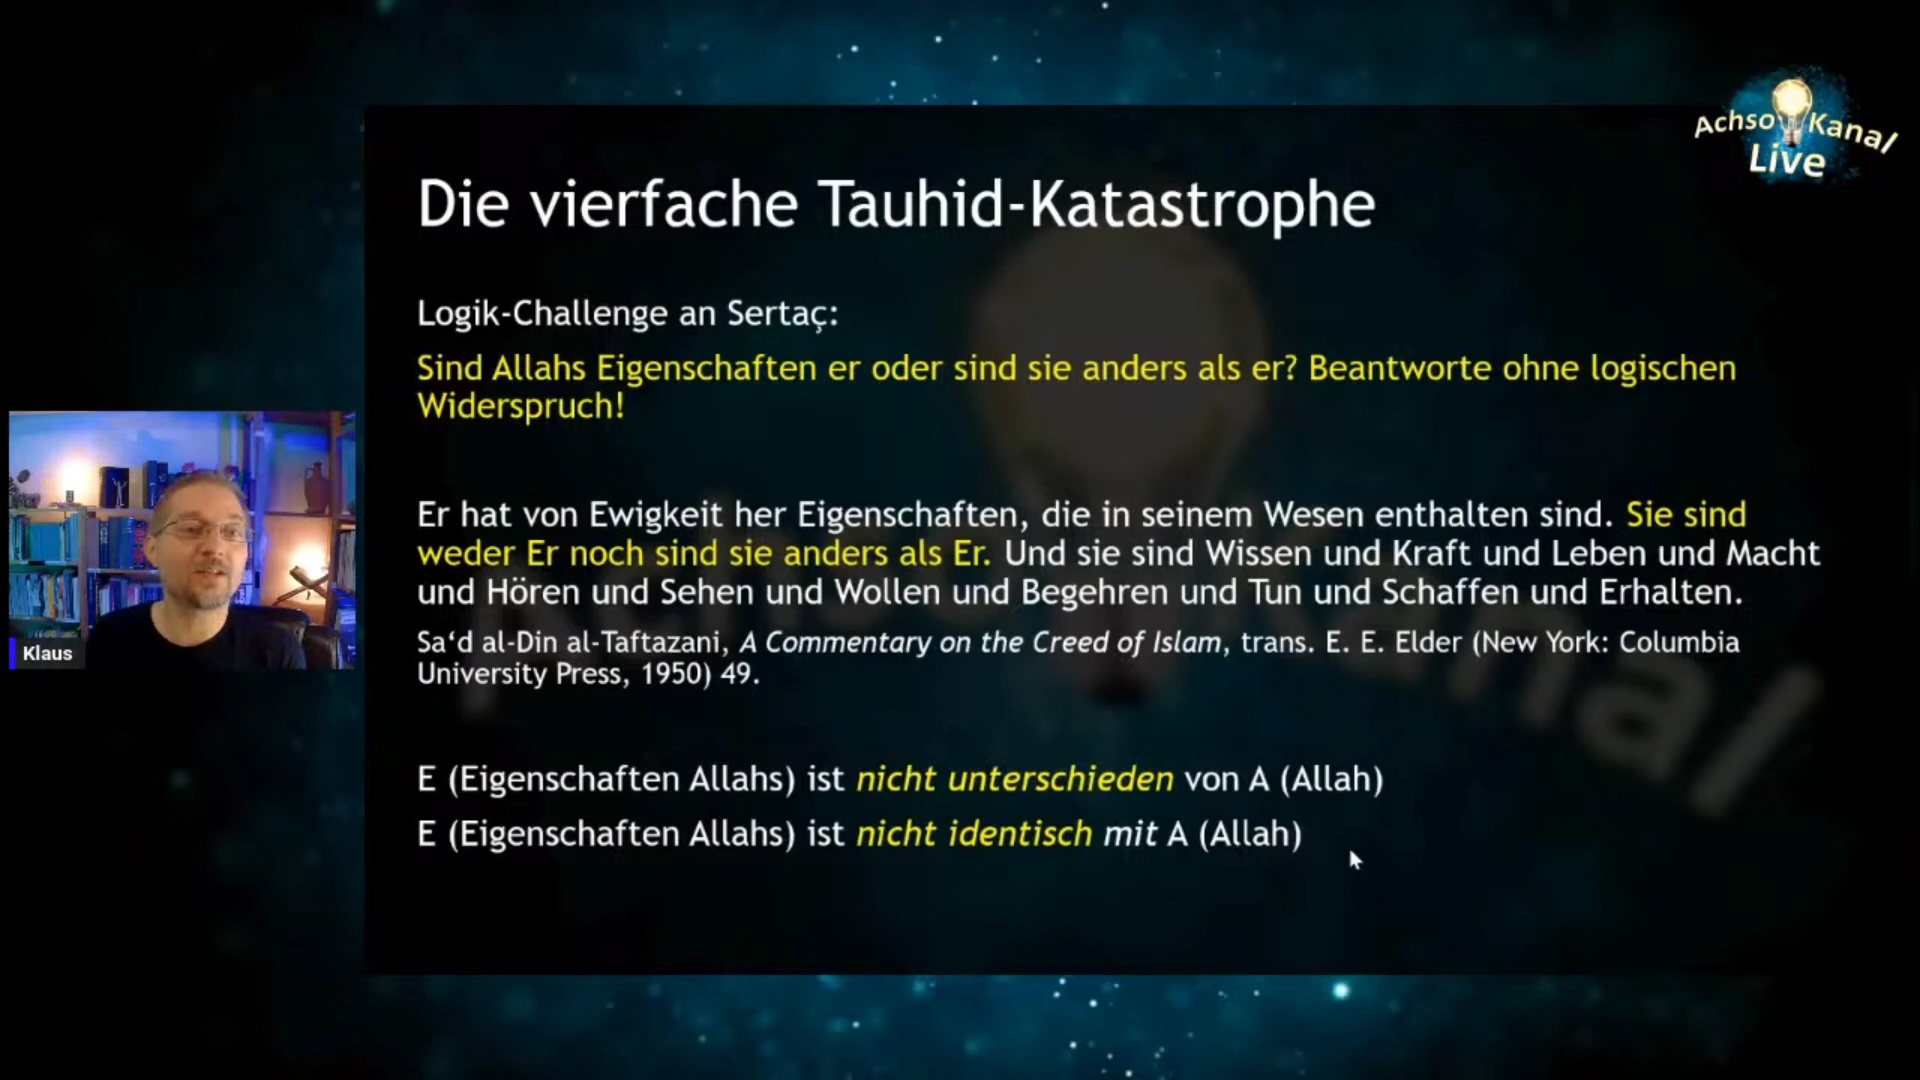 Achso Kanal
Live
Die vierfache Tauhid-Katastrophe
Logik-Challenge an Sertaç:
Sind Allahs Eigenschaften er oder sind sie anders als er? Beantworte ohne logischen
Widerspruch!
Er hat von Ewigkeit her Eigenschaften, die in seinem Wesen enthalten sind. Sie sind
weder Er noch sind sie anders als Er. Und sie sind Wissen und Kraft und Leben und Macht
und Hören und Sehen und Wollen und Begehren und Tun und Schaffen und Erhalten.
Sa‘d al-Din al-Taftazani, A Commentary on the Creed of Islam, trans. E. E. Elder (New York: Columbia
University Press, 1950) 49.
E (Eigenschaften Allahs) ist nicht unterschieden von A (Allah)
E (Eigenschaften Allahs) ist nicht identisch mit A (Allah)
Klaus